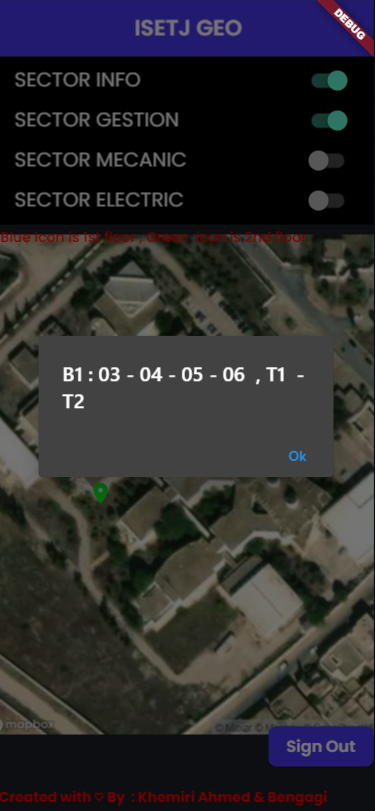 ISETJ GEO
DEBUG
SECTOR INFO
SECTOR GESTION
SECTOR MECANIC
SECTOR ELECTRIC
Blue Icon is 1st floor , Green Icon is 2nd floor
B1 : 03 - 04 - 05 - 06 , T1 -
T2
Ok
mapbox
Sign Out
Created with ♡ By : Khemiri Ahmed & Bengagi